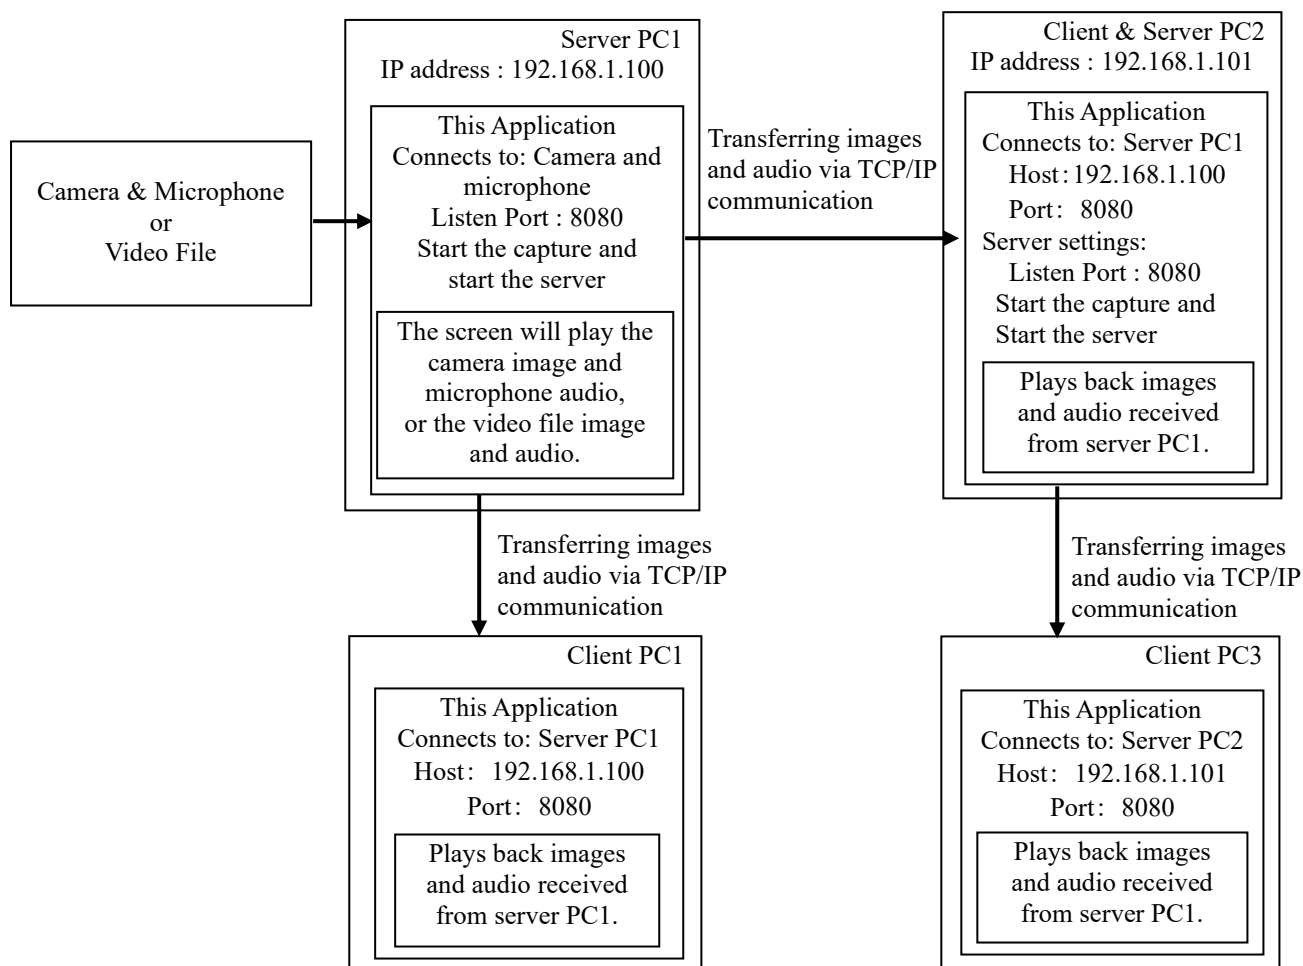 Camera & Microphone
or
Video File
Server PC1
IP address : 192.168.1.100
This Application
Connects to: Camera and
microphone
Listen Port : 8080
Start the capture and
start the server
The screen will play the
camera image and
microphone audio,
or the video file image
and audio.
Transferring images
and audio via TCP/IP
communication
Client & Server PC2
IP address : 192.168.1.101
This Application
Connects to: Server PC1
Host：192.168.1.100
Port： 8080
Server settings:
Listen Port : 8080
Start the capture and
Start the server
Plays back images
and audio received
from server PC1.
Transferring images
and audio via TCP/IP
communication
Transferring images
and audio via TCP/IP
communication
Client PC1
This Application
Connects to: Server PC1
Host： 192.168.1.100
Port： 8080
Plays back images
and audio received
from server PC1.
Client PC3
This Application
Connects to: Server PC2
Host： 192.168.1.101
Port： 8080
Plays back images
and audio received
from server PC1.